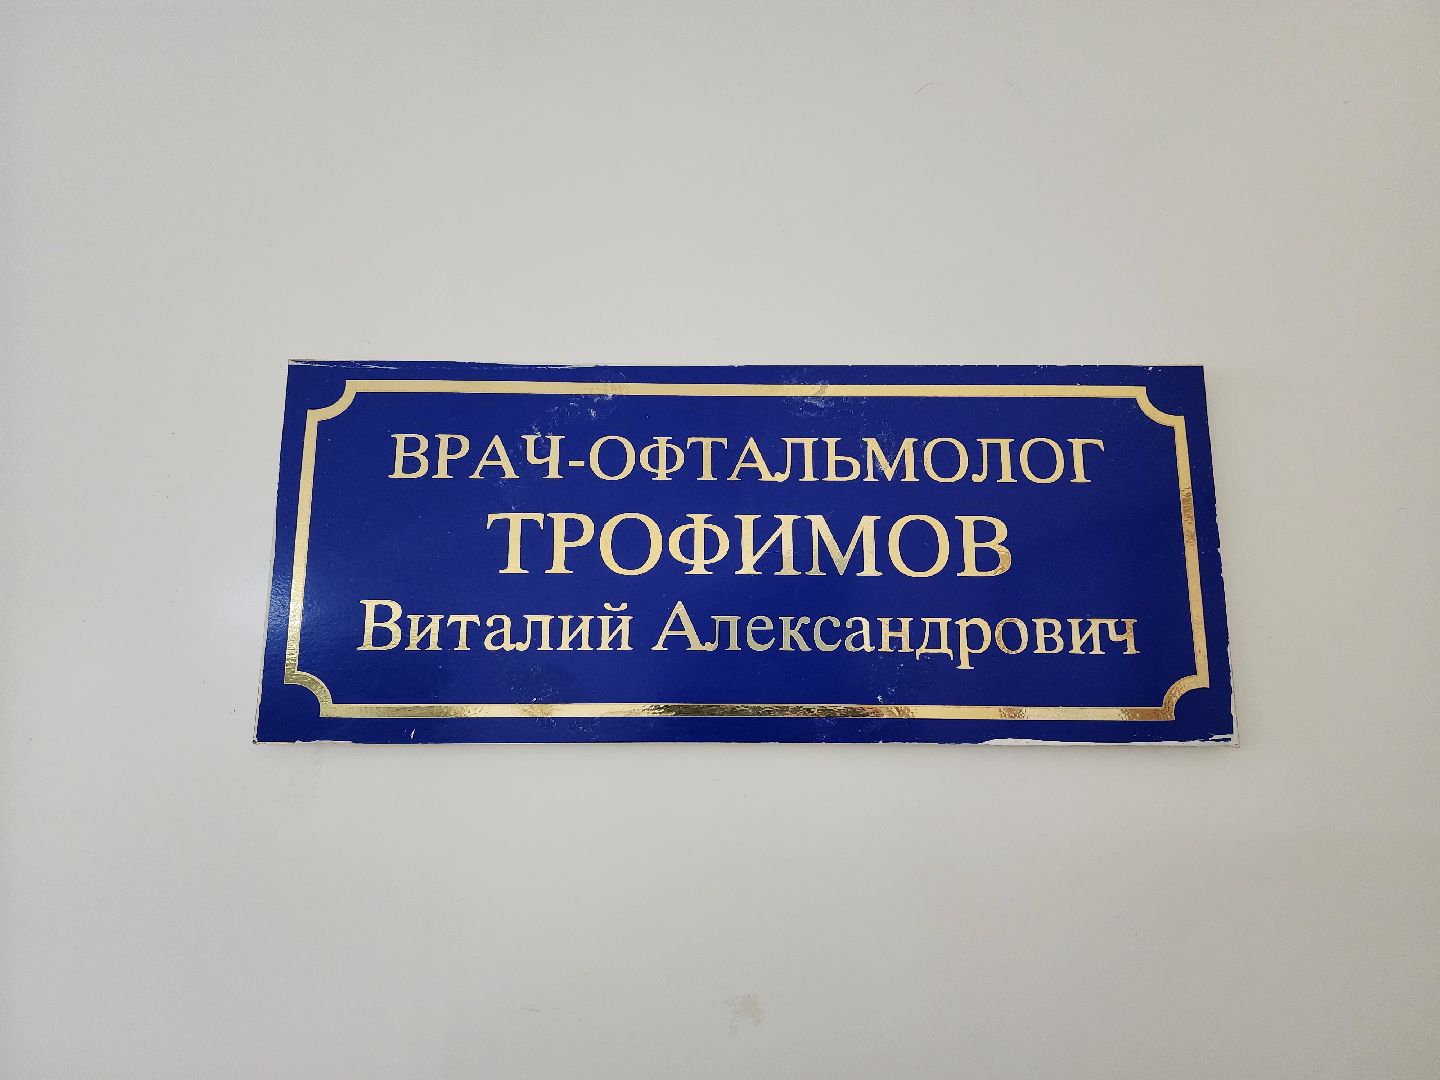 ВРАЧ-ОФТАЛЬМОЛОГ
ТРОФИМОВ
Виталий Александрович